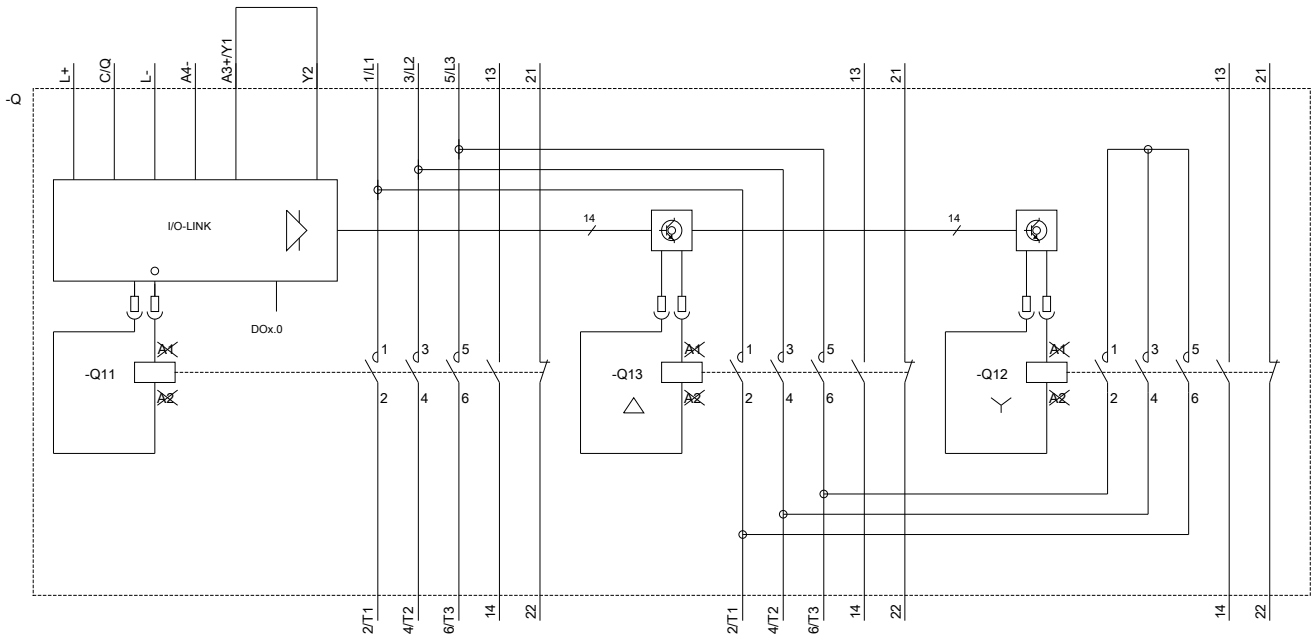 L+
C/Q
L-
A4-
A3+/Y1
Y2
1/L1
3/L2
5/L3
13
21
13
21
13
21
-Q
I/O-LINK
14
14
DOx.0
A1
1
3
5
A1
1
3
5
A1
1
3
5
-Q11
-Q13
-Q12
A2
2
4
6
A2
2
4
6
A2
2
4
6
2/T1
4/T2
6/T3
14
22
2/T1
4/T2
6/T3
14
22
14
22